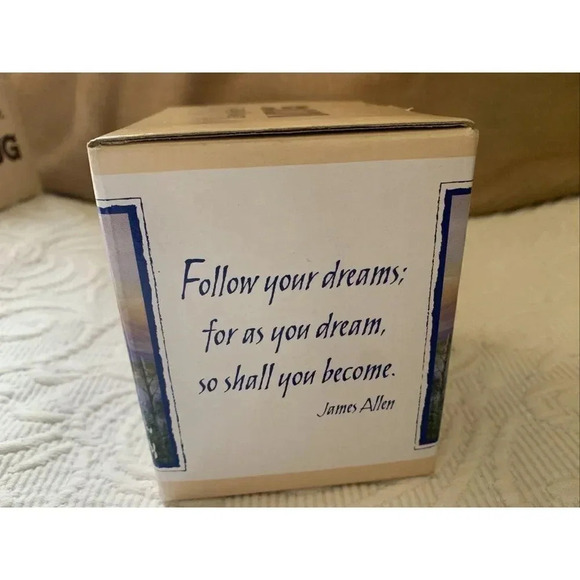 Follow your dreams;
for as you dream,
so shall you become.
James Allen